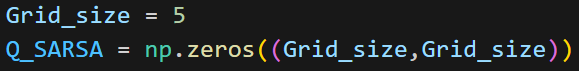 Grid_size = 5
Q_SARSA = np.zeros((Grid_size,Grid_size))